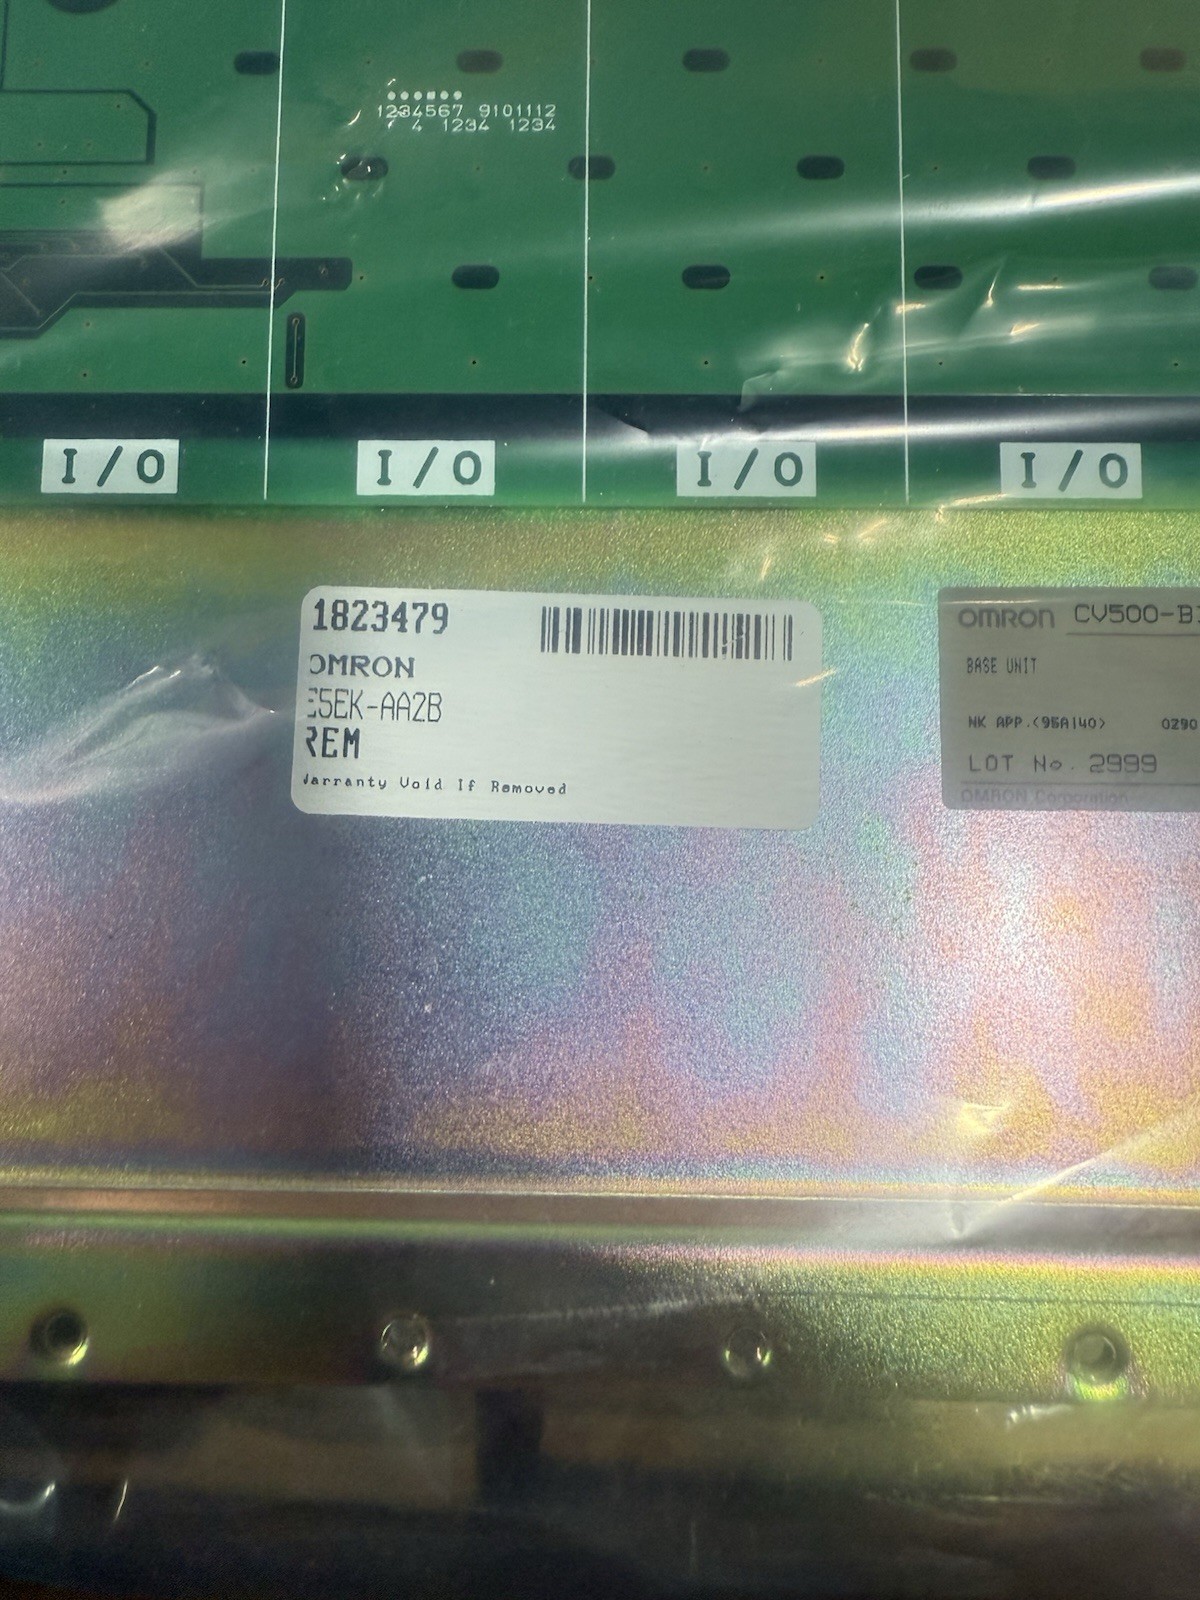 1234567 9101112
4 1234 1234
I/O I/O I/O I/O
1823479
OMRON
E5EK-AA2B
REM
Warranty Void If Removed
OMRON CV500-B
BASE UNIT
NK APP.(95A140) 0290
LOT No. 2999
OMRON Corporation